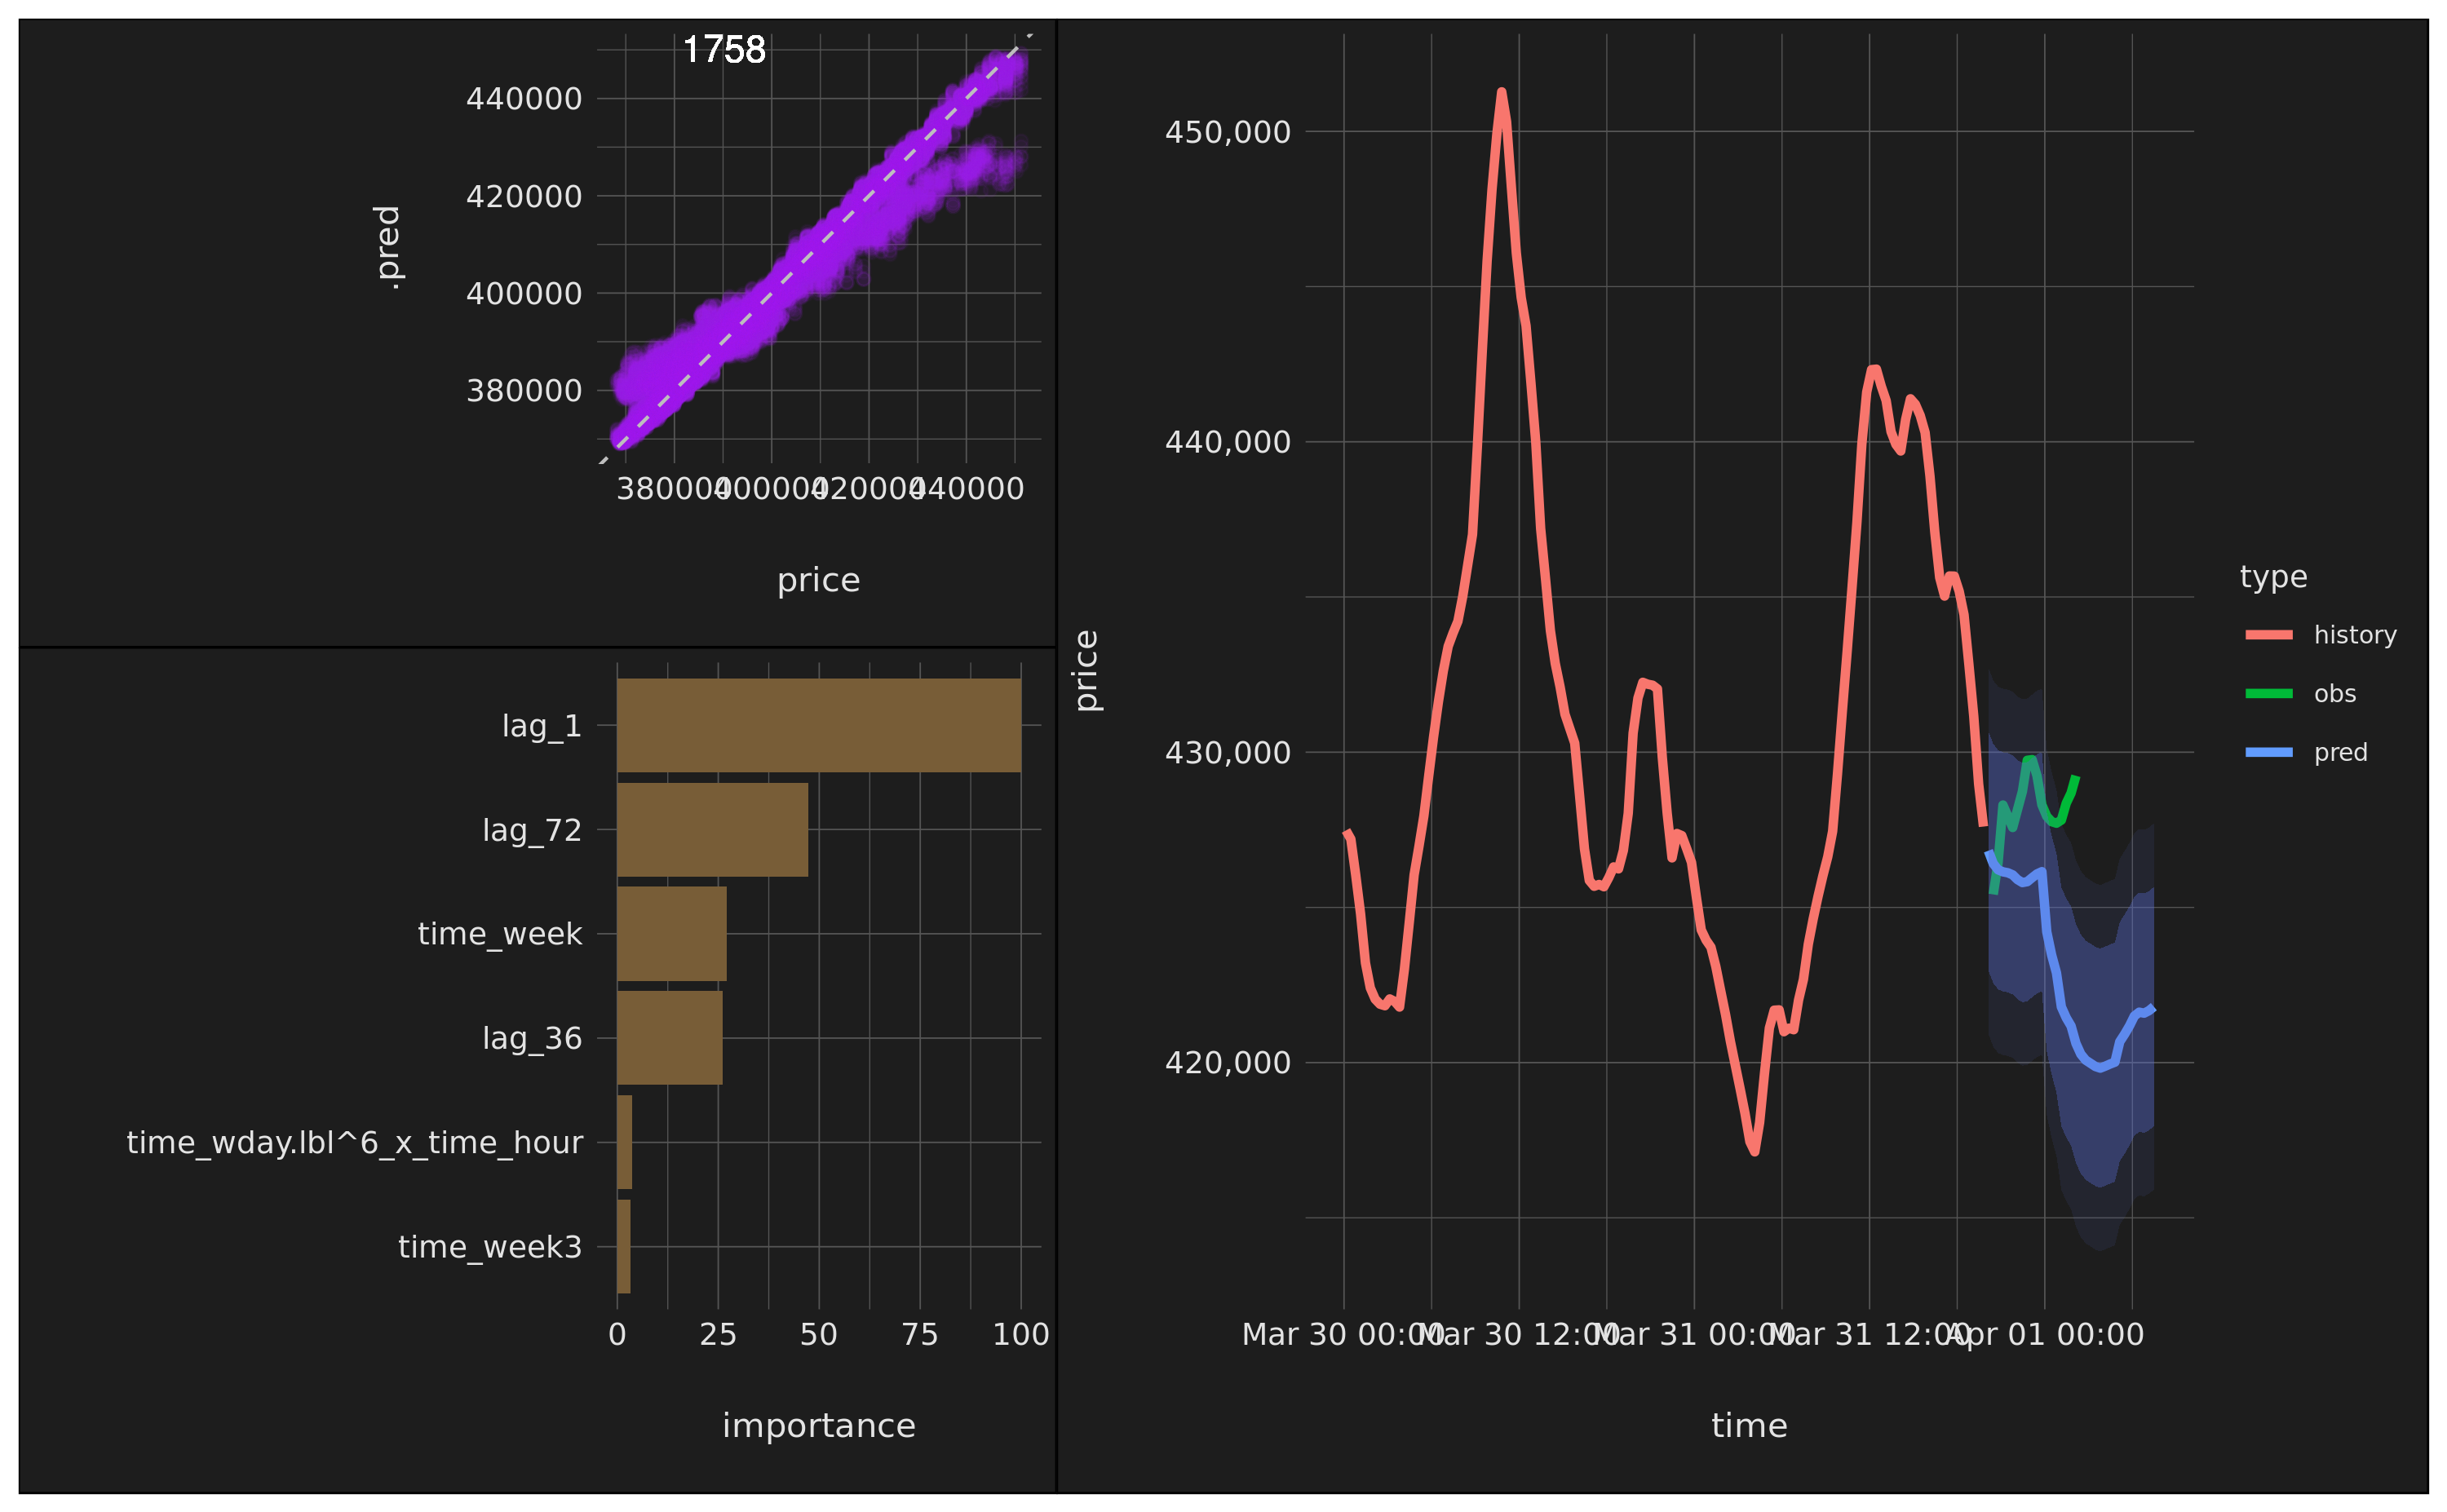 1758
.pred
440000
420000
400000
380000
380000 400000 420000 440000
price
lag_1
lag_72
time_week
lag_36
time_wday.lbl^6_x_time_hour
time_week3
0 25 50 75 100
importance
price
450,000
440,000
430,000
420,000
Mar 30 00:00 Mar 30 12:00 Mar 31 00:00 Mar 31 12:00 Apr 01 00:00
time
type
history
obs
pred